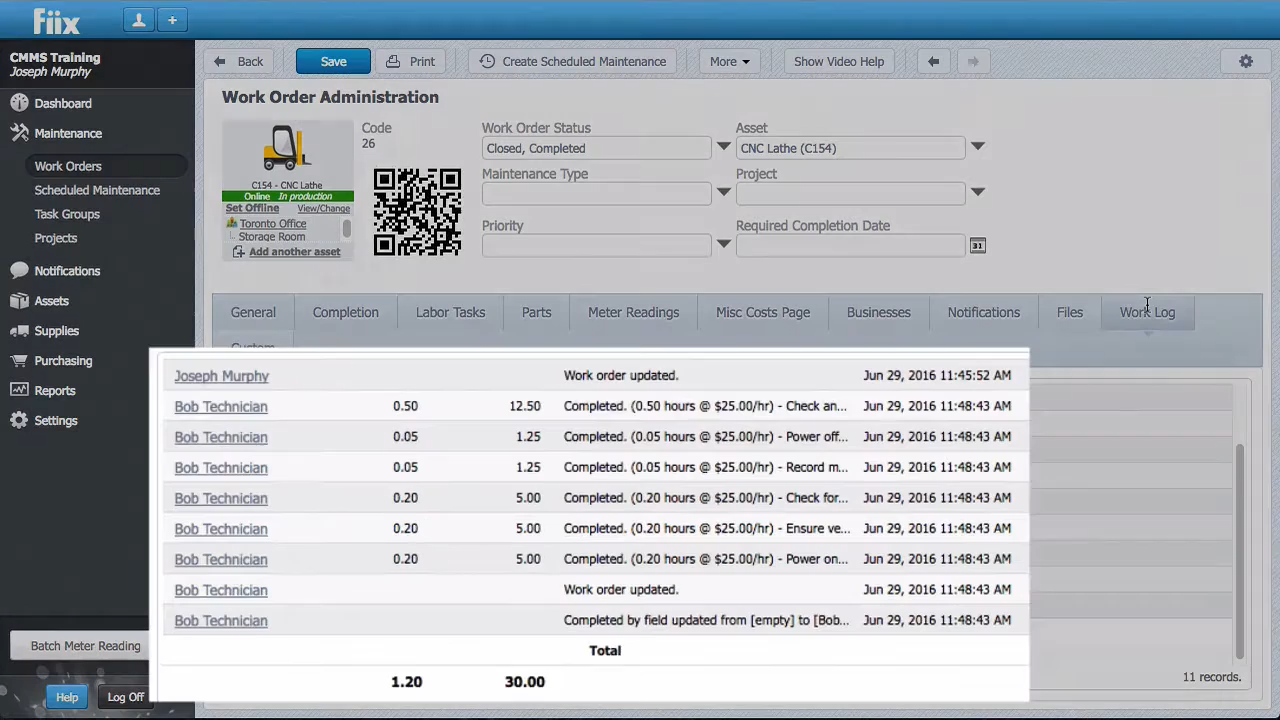 fiix
CMMS Training
Joseph Murphy
Dashboard
Maintenance
Work Orders
Scheduled Maintenance
Task Groups
Projects
Notifications
Assets
Supplies
Purchasing
Reports
Settings
Batch Meter Reading
Help Log Off
Back Save Print Create Scheduled Maintenance More Show Video Help
Work Order Administration
C154 - CNC Lathe
Online In production
Set Offline View/Change
Toronto Office
Storage Room
Add another asset
Code
26
Work Order Status
Closed, Completed
Asset
CNC Lathe (C154)
Maintenance Type
Project
Priority
Required Completion Date
31
General Completion Labor Tasks Parts Meter Readings Misc Costs Page Businesses Notifications Files Work Log
Custom
Joseph Murphy Work order updated. Jun 29, 2016 11:45:52 AM
Bob Technician 0.50 12.50 Completed. (0.50 hours @ $25.00/hr) - Check an... Jun 29, 2016 11:48:43 AM
Bob Technician 0.05 1.25 Completed. (0.05 hours @ $25.00/hr) - Power off... Jun 29, 2016 11:48:43 AM
Bob Technician 0.05 1.25 Completed. (0.05 hours @ $25.00/hr) - Record m... Jun 29, 2016 11:48:43 AM
Bob Technician 0.20 5.00 Completed. (0.20 hours @ $25.00/hr) - Check for... Jun 29, 2016 11:48:43 AM
Bob Technician 0.20 5.00 Completed. (0.20 hours @ $25.00/hr) - Ensure ve... Jun 29, 2016 11:48:43 AM
Bob Technician 0.20 5.00 Completed. (0.20 hours @ $25.00/hr) - Power on... Jun 29, 2016 11:48:43 AM
Bob Technician Work order updated. Jun 29, 2016 11:48:43 AM
Bob Technician Completed by field updated from [empty] to [Bob... Jun 29, 2016 11:48:43 AM
Total
1.20 30.00
11 records.